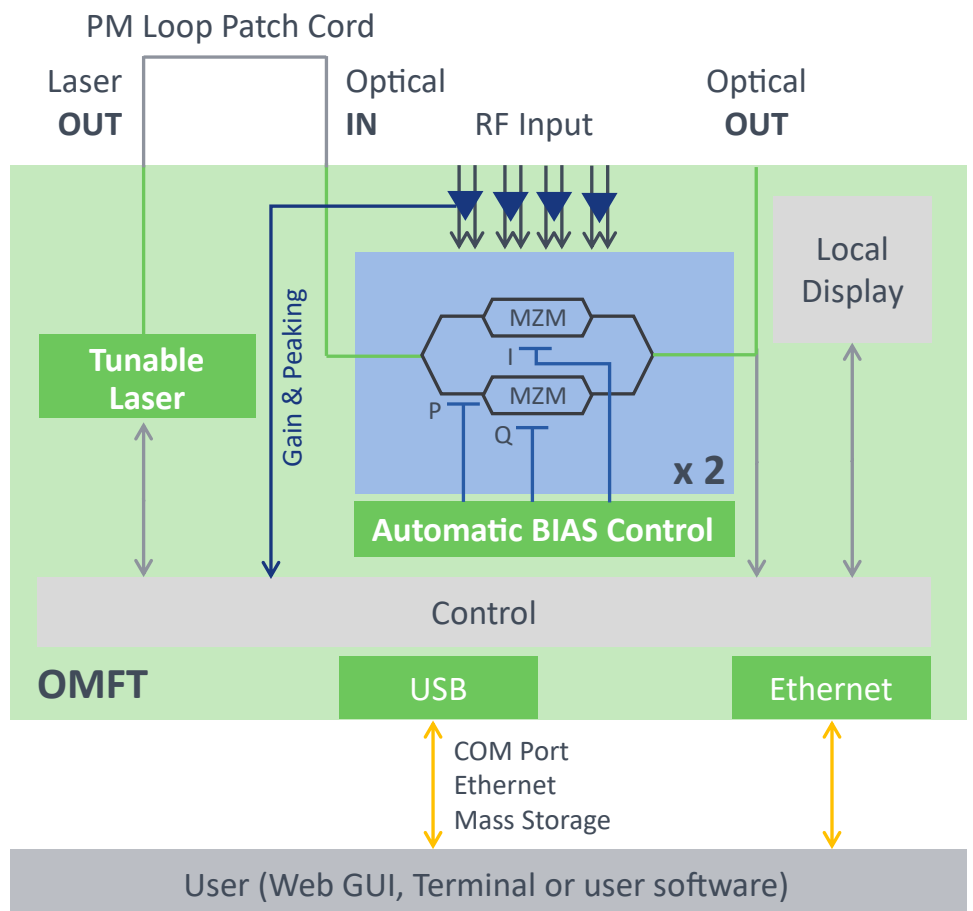 PM Loop Patch Cord
Laser
OUT
Optical
IN
RF Input
Optical
OUT
Local
Display
Tunable
Laser
Gain & Peaking
MZM
I
MZM
P
Q
x 2
Automatic BIAS Control
Control
OMFT
USB
Ethernet
COM Port
Ethernet
Mass Storage
User (Web GUI, Terminal or user software)